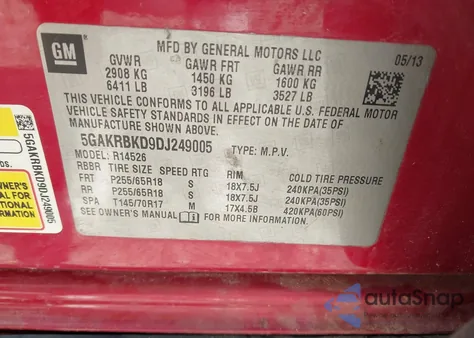 GM
MFD BY GENERAL MOTORS LLC
05/13
GVWR GAWR FRT GAWR RR
2908 KG 1450 KG 1600 KG
6411 LB 3196 LB 3527 LB
THIS VEHICLE CONFORMS TO ALL APPLICABLE U.S. FEDERAL MOTOR
VEHICLE SAFETY STANDARDS IN EFFECT ON THE DATE OF
MANUFACTURE SHOWN ABOVE.
5GAKRBKD9DJ249005 TYPE: M.P.V.
MODEL: R14526
RBBR TIRE SIZE SPEED RTG RIM COLD TIRE PRESSURE
FRT P255/65R18 S 18X7.5J 240KPA(35PSI)
RR P255/65R18 S 18X7.5J 240KPA(35PSI)
SPA T145/70R17 M 17X4.5B 420KPA(60PSI)
SEE OWNER'S MANUAL FOR MORE INFORMATION
5GAKRBKD9DJ249005
OWNER'S
autoSnap